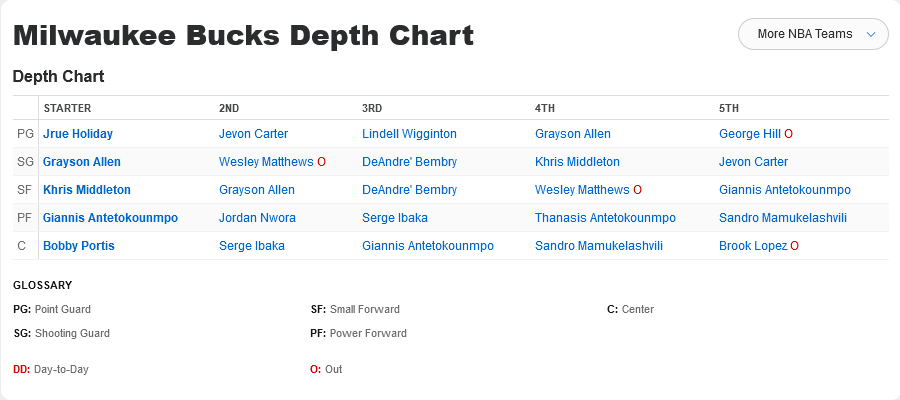 Milwaukee Bucks Depth Chart
More NBA Teams
Depth Chart
STARTER 2ND 3RD 4TH 5TH
PG Jrue Holiday Jevon Carter Lindell Wigginton Grayson Allen George Hill O
SG Grayson Allen Wesley Matthews O DeAndre' Bembry Khris Middleton Jevon Carter
SF Khris Middleton Grayson Allen DeAndre' Bembry Wesley Matthews O Giannis Antetokounmpo
PF Giannis Antetokounmpo Jordan Nwora Serge Ibaka Thanasis Antetokounmpo Sandro Mamukelashvili
C Bobby Portis Serge Ibaka Giannis Antetokounmpo Sandro Mamukelashvili Brook Lopez O
GLOSSARY
PG: Point Guard SF: Small Forward C: Center
SG: Shooting Guard PF: Power Forward
DD: Day-to-Day O: Out